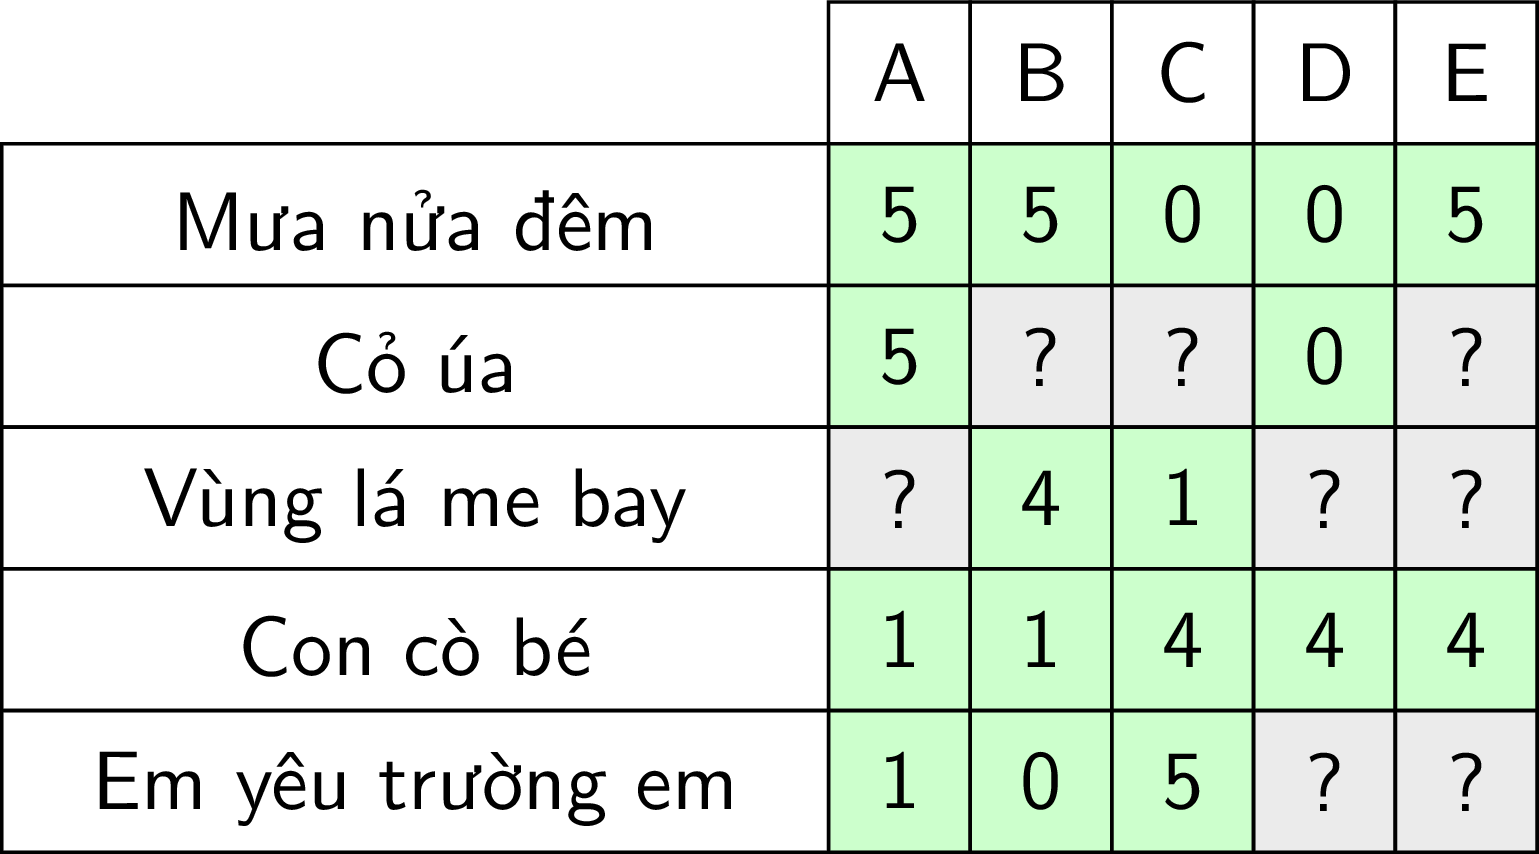 A B C D E
Mưa nửa đêm 5 5 0 0 5
Cỏ úa 5 ? ? 0 ?
Vùng lá me bay ? 4 1 ? ?
Con cò bé 1 1 4 4 4
Em yêu trường em 1 0 5 ? ?